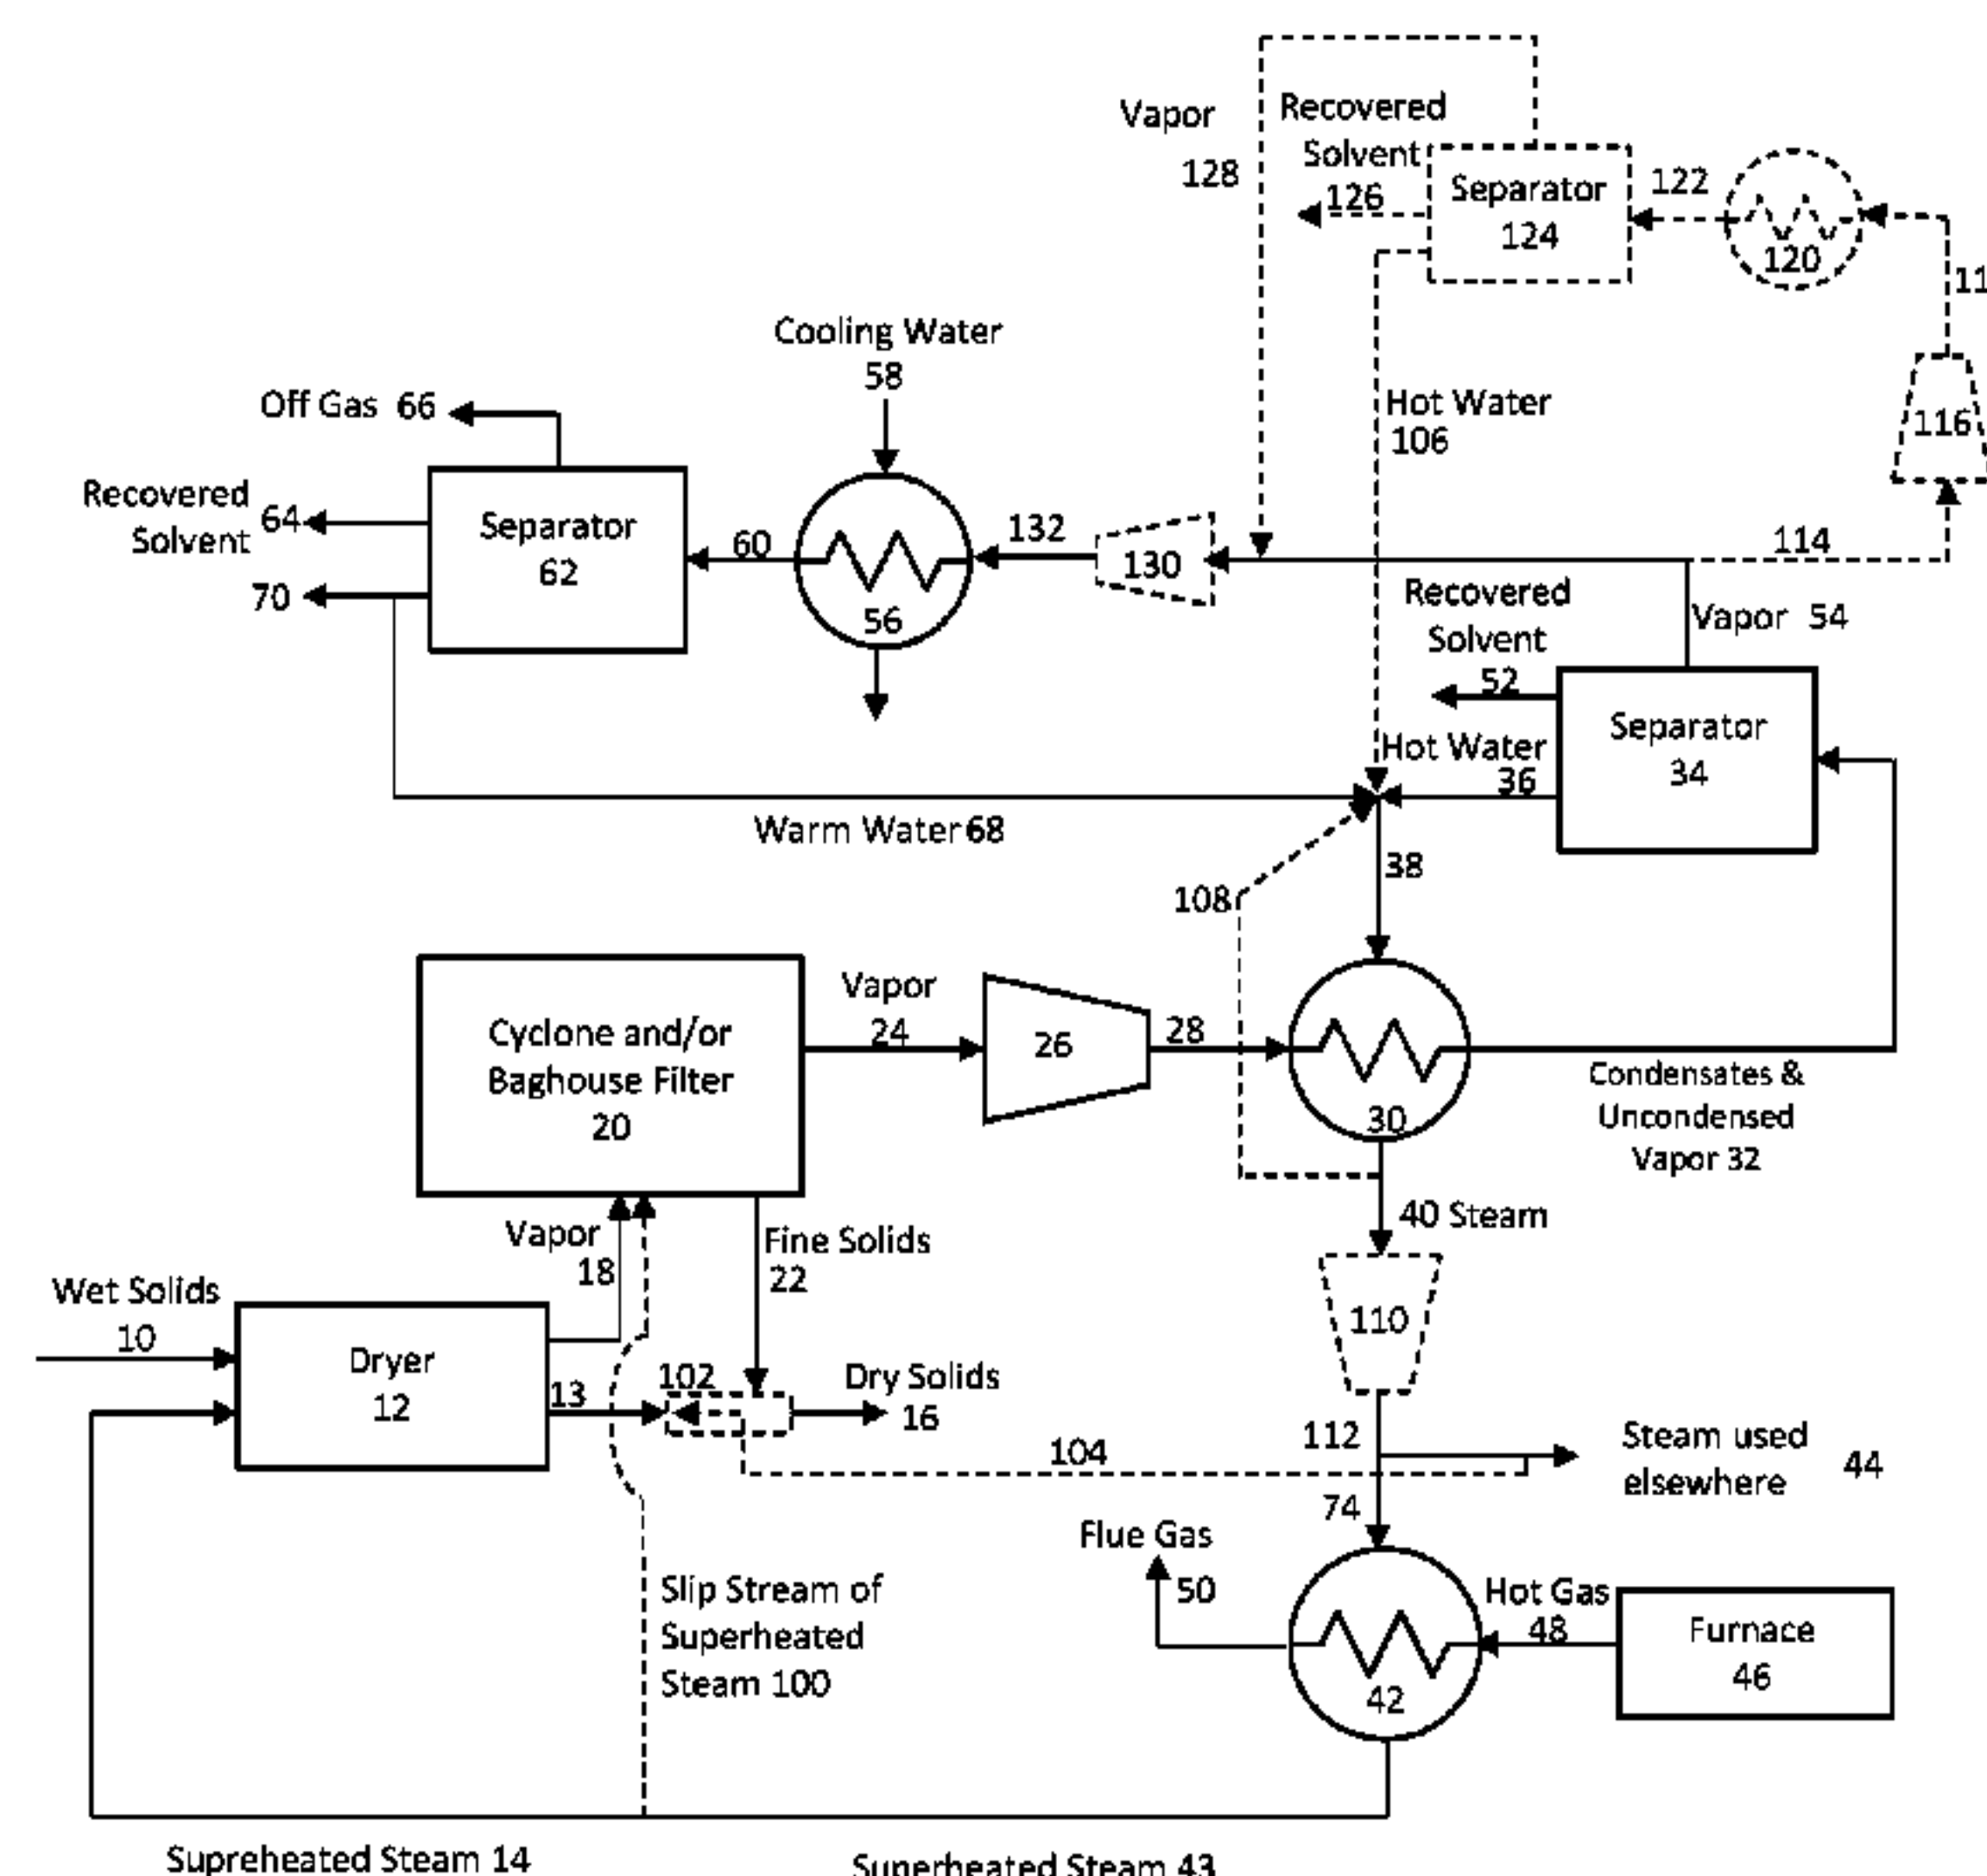 Vapor
128
Recovered
Solvent
126
Separator
124
122
120
11
116
Cooling Water
58
Off Gas 66
Hot Water
106
Recovered
Solvent
64
Separator
62
70
60
56
132
130
114
Recovered
Solvent
52
Vapor 54
Separator
34
Hot Water
36
Warm Water 68
38
108
Cyclone and/or
Baghouse Filter
20
Vapor
24
26
28
30
Condensates &
Uncondensed
Vapor 32
40 Steam
Vapor
18
Fine Solids
22
Wet Solids
10
Dryer
12
13
102
Dry Solids
16
110
104
112
Steam used
elsewhere
44
74
Flue Gas
50
Slip Stream of
Superheated
Steam 100
Hot Gas
48
42
Furnace
46
Supreheated Steam 14
Superheated Steam 43